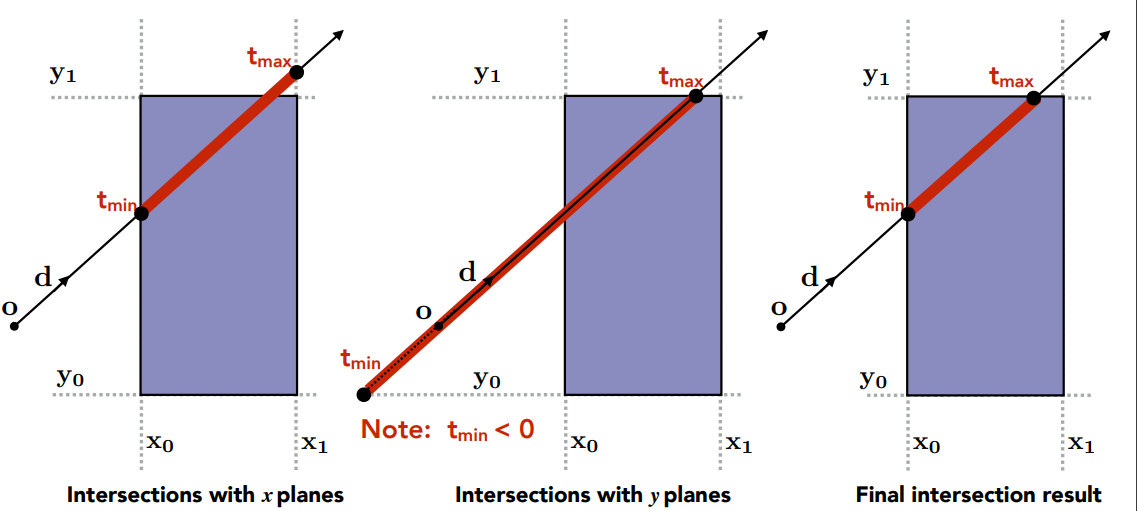 y₁
tmax
tmin
d
o
y₀
x₀
x₁
Intersections with x planes
y₁
tmax
d
o
tmin
y₀
Note: tmin < 0
x₀
x₁
Intersections with y planes
y₁
tmax
tmin
d
o
y₀
x₀
x₁
Final intersection result